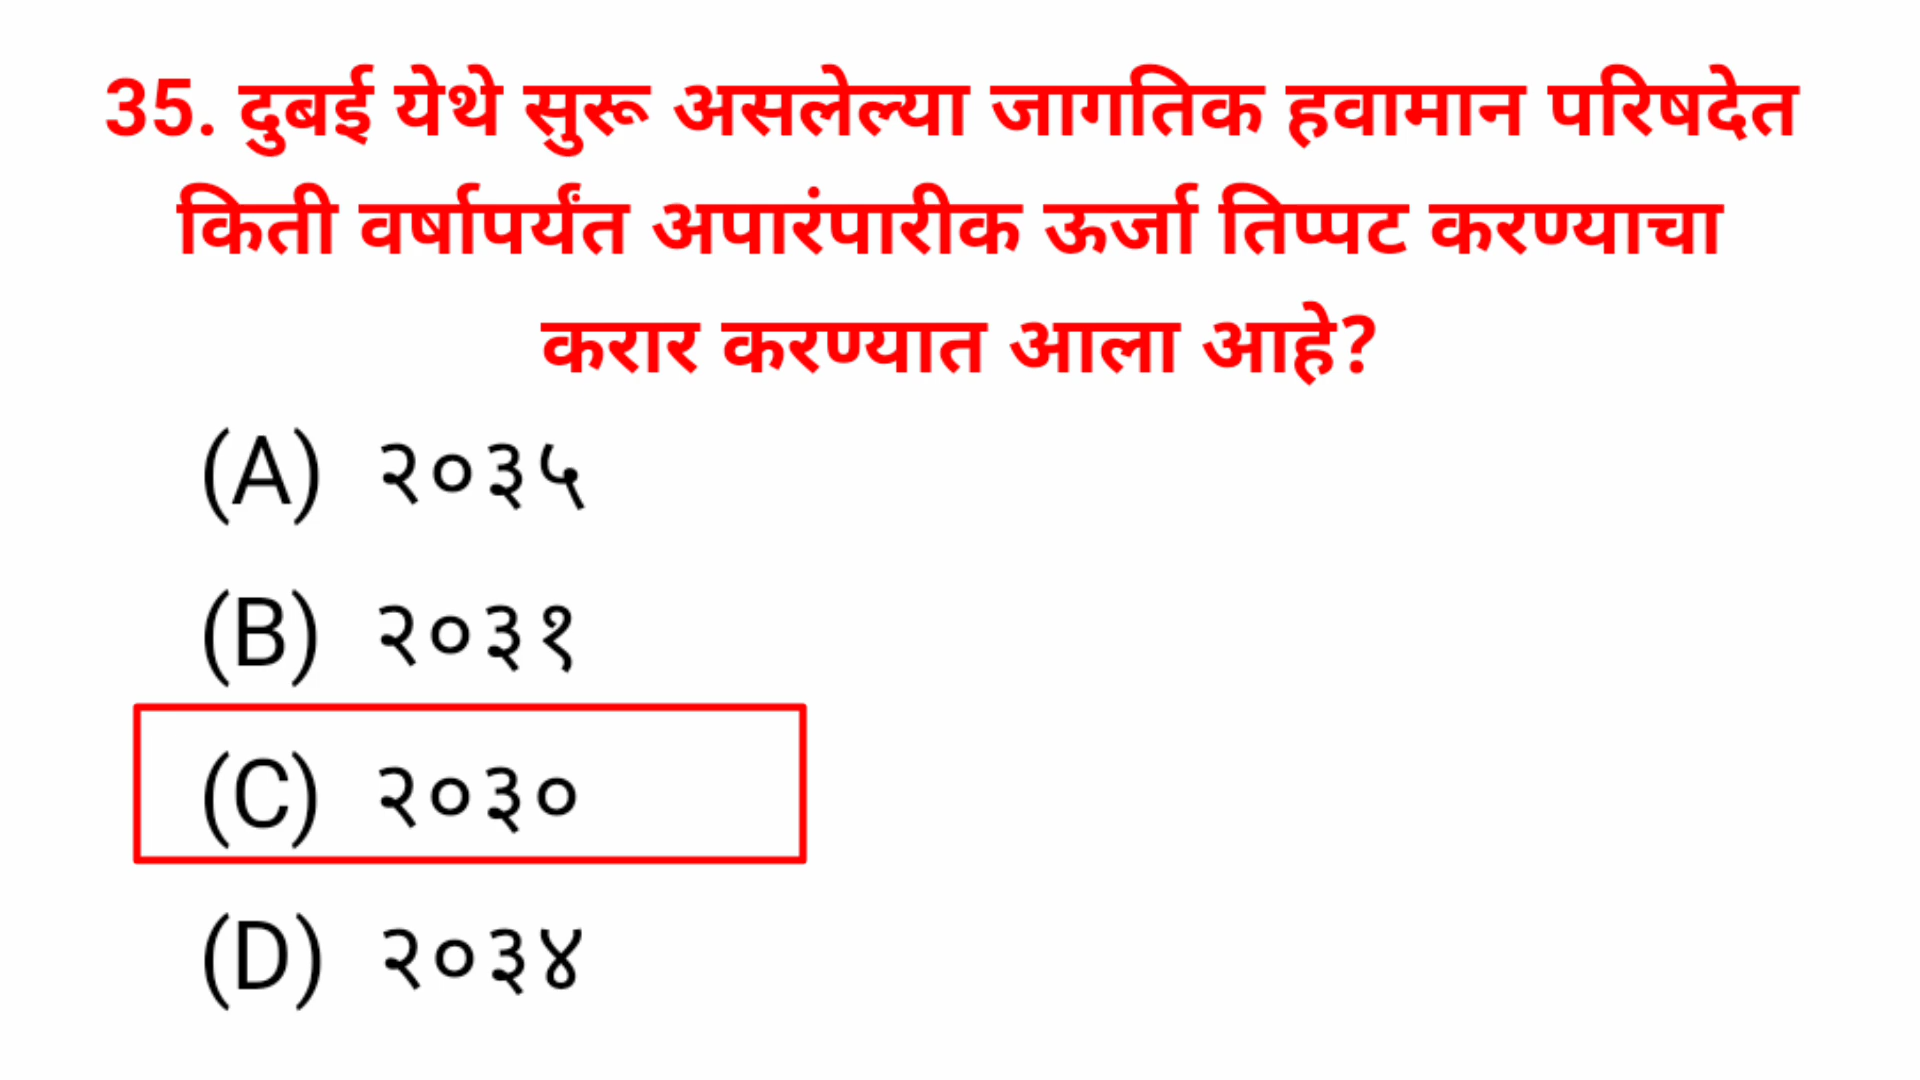 35. दुबई येथे सुरू असलेल्या जागतिक हवामान परिषदेत
किती वर्षापर्यंत अपारंपारीक ऊर्जा तिप्पट करण्याचा
करार करण्यात आला आहे?
(A) २०३५
(B) २०३१
(C) २०३०
(D) २०३४